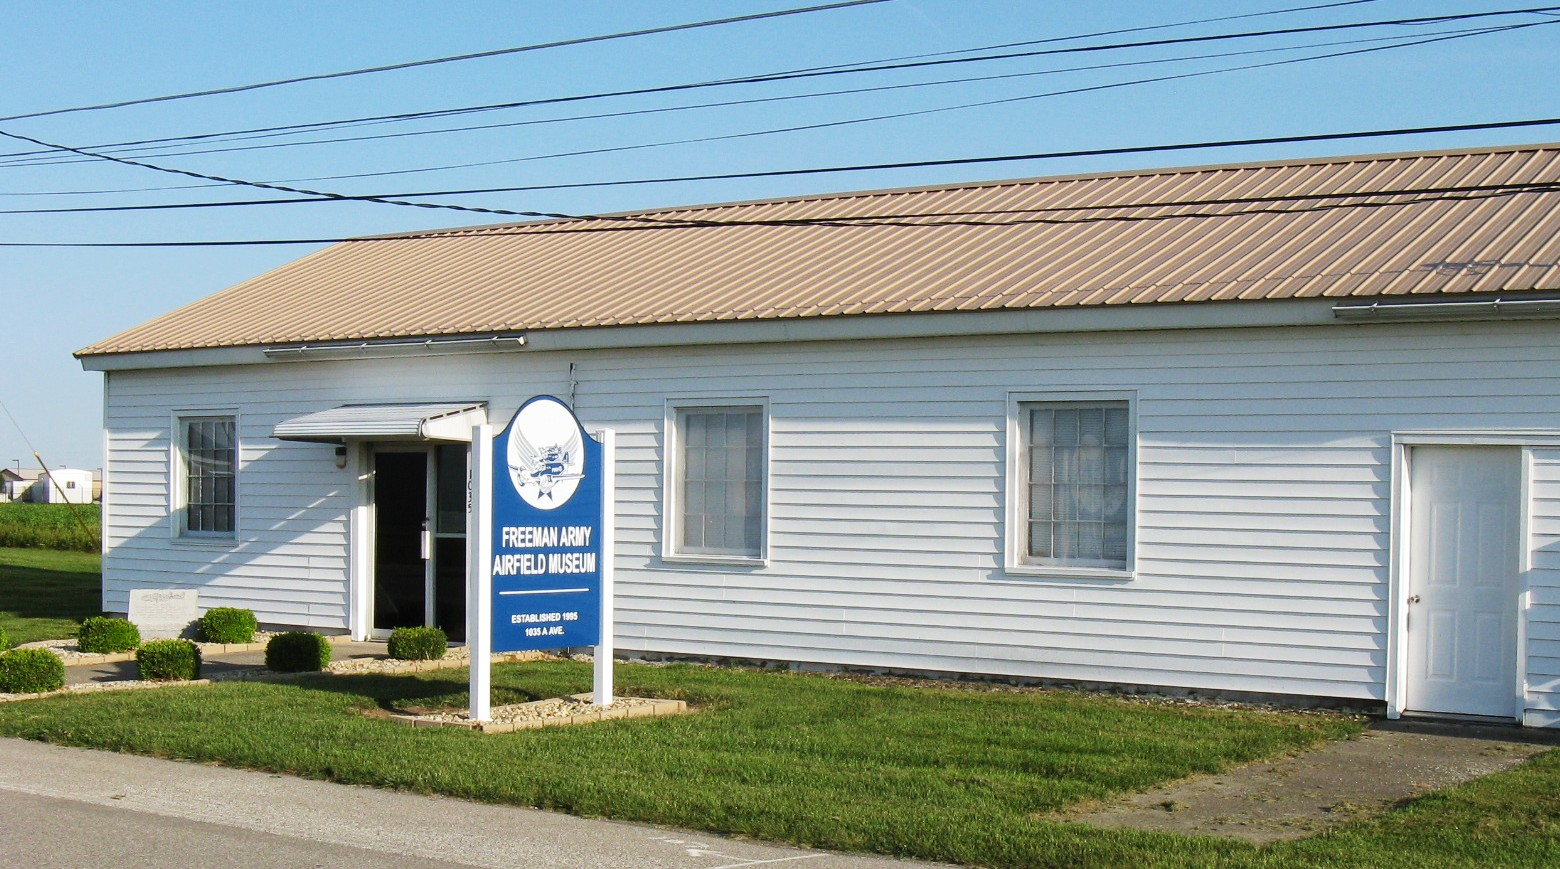 FREEMAN ARMY
AIRFIELD MUSEUM
ESTABLISHED 1995
1035 A AVE.
1035